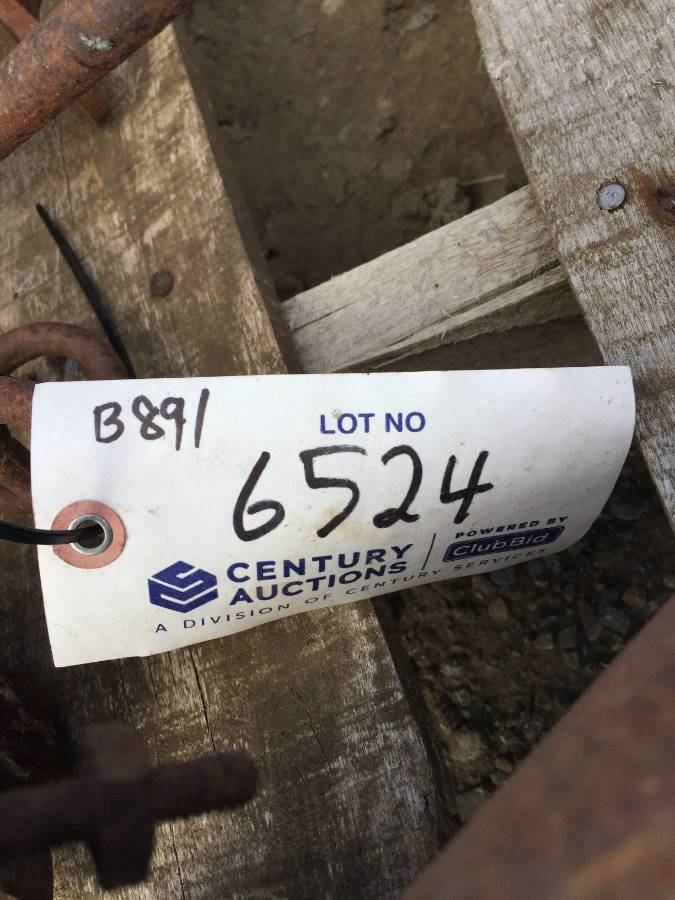 B891
LOT NO
6524
CENTURY AUCTIONS
POWERED BY
ClubBid
A DIVISION OF CENTURY SERVICES